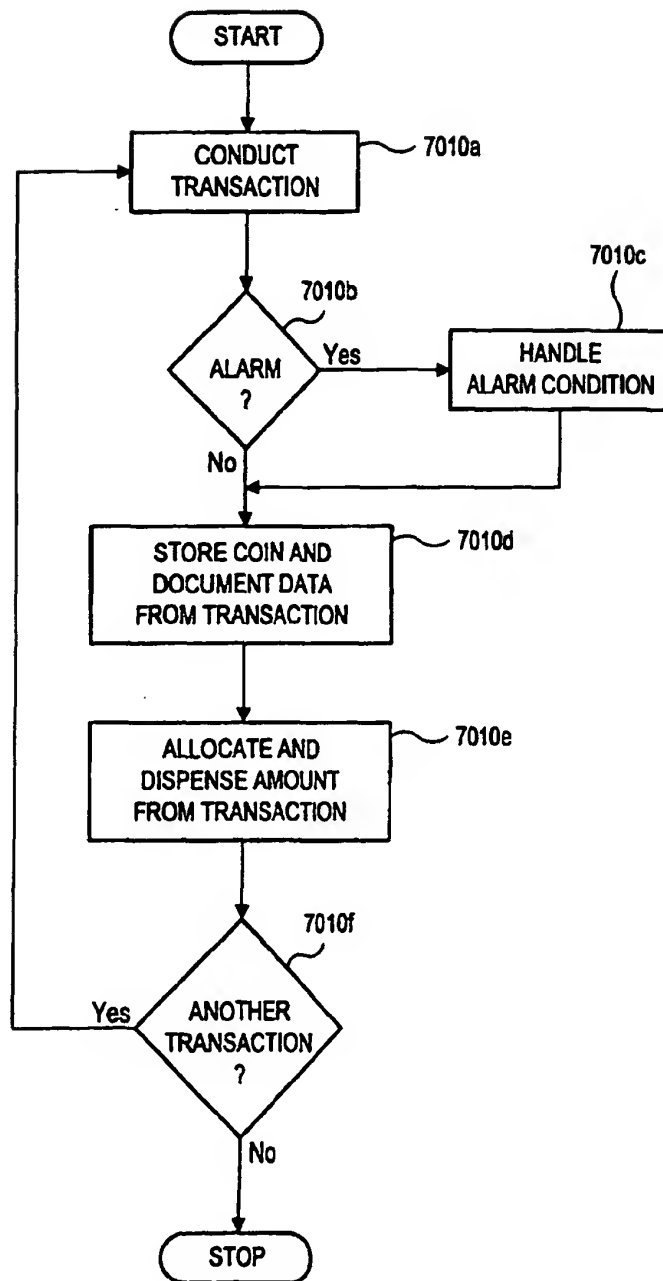 START
CONDUCT
TRANSACTION
7010a
7010b
ALARM
?
Yes
No
7010c
HANDLE
ALARM CONDITION
STORE COIN AND
DOCUMENT DATA
FROM TRANSACTION
7010d
ALLOCATE AND
DISPENSE AMOUNT
FROM TRANSACTION
7010e
7010f
Yes
ANOTHER
TRANSACTION
?
No
STOP